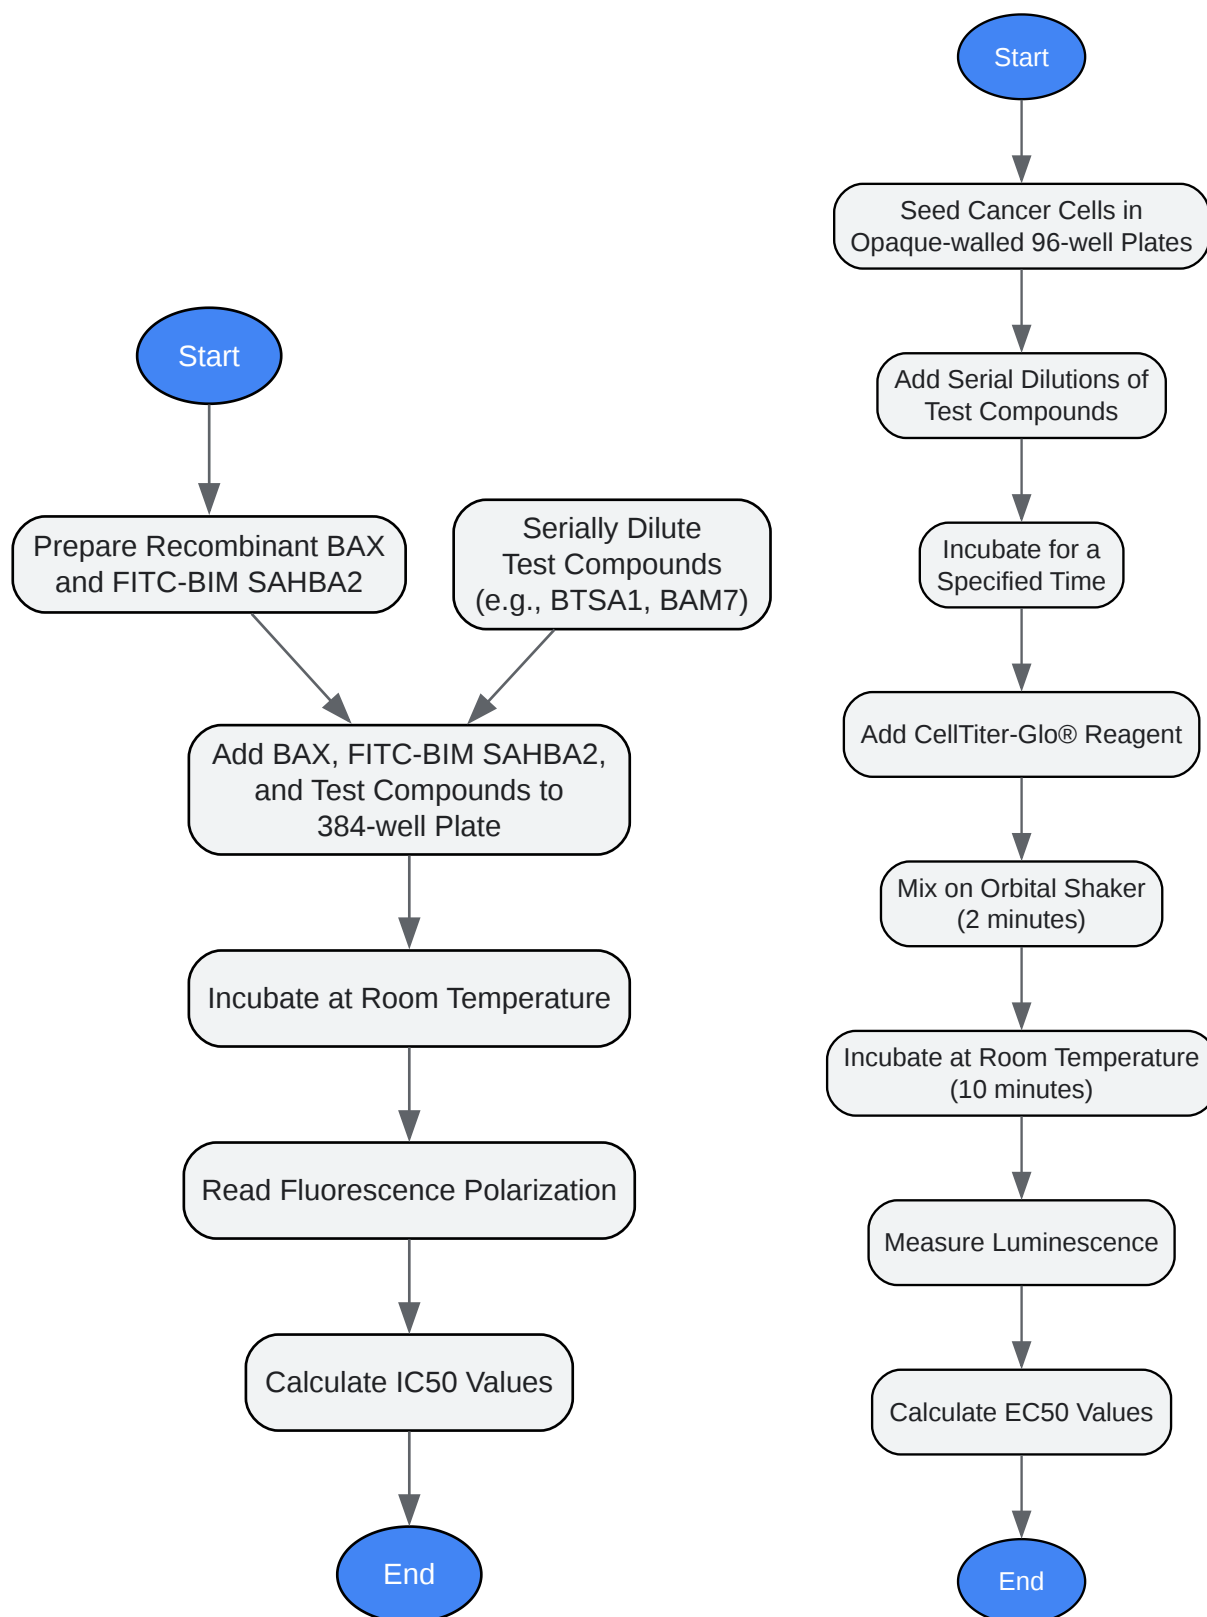 Start
Prepare Recombinant BAX
and FITC-BIM SAHBA2
Serially Dilute
Test Compounds
(e.g., BTSA1, BAM7)
Add BAX, FITC-BIM SAHBA2,
and Test Compounds to
384-well Plate
Incubate at Room Temperature
Read Fluorescence Polarization
Calculate IC50 Values
End
Start
Seed Cancer Cells in
Opaque-walled 96-well Plates
Add Serial Dilutions of
Test Compounds
Incubate for a
Specified Time
Add CellTiter-Glo® Reagent
Mix on Orbital Shaker
(2 minutes)
Incubate at Room Temperature
(10 minutes)
Measure Luminescence
Calculate EC50 Values
End